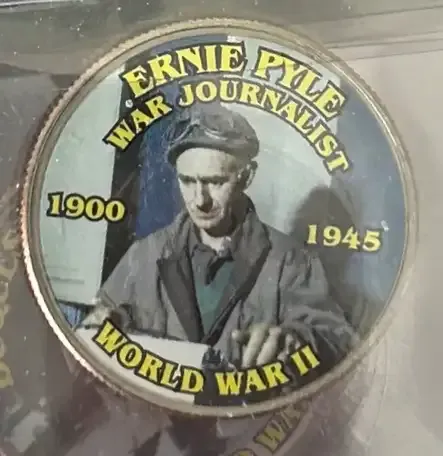 ERNIE PYLE
WAR JOURNALIST
1900
1945
WORLD WAR II